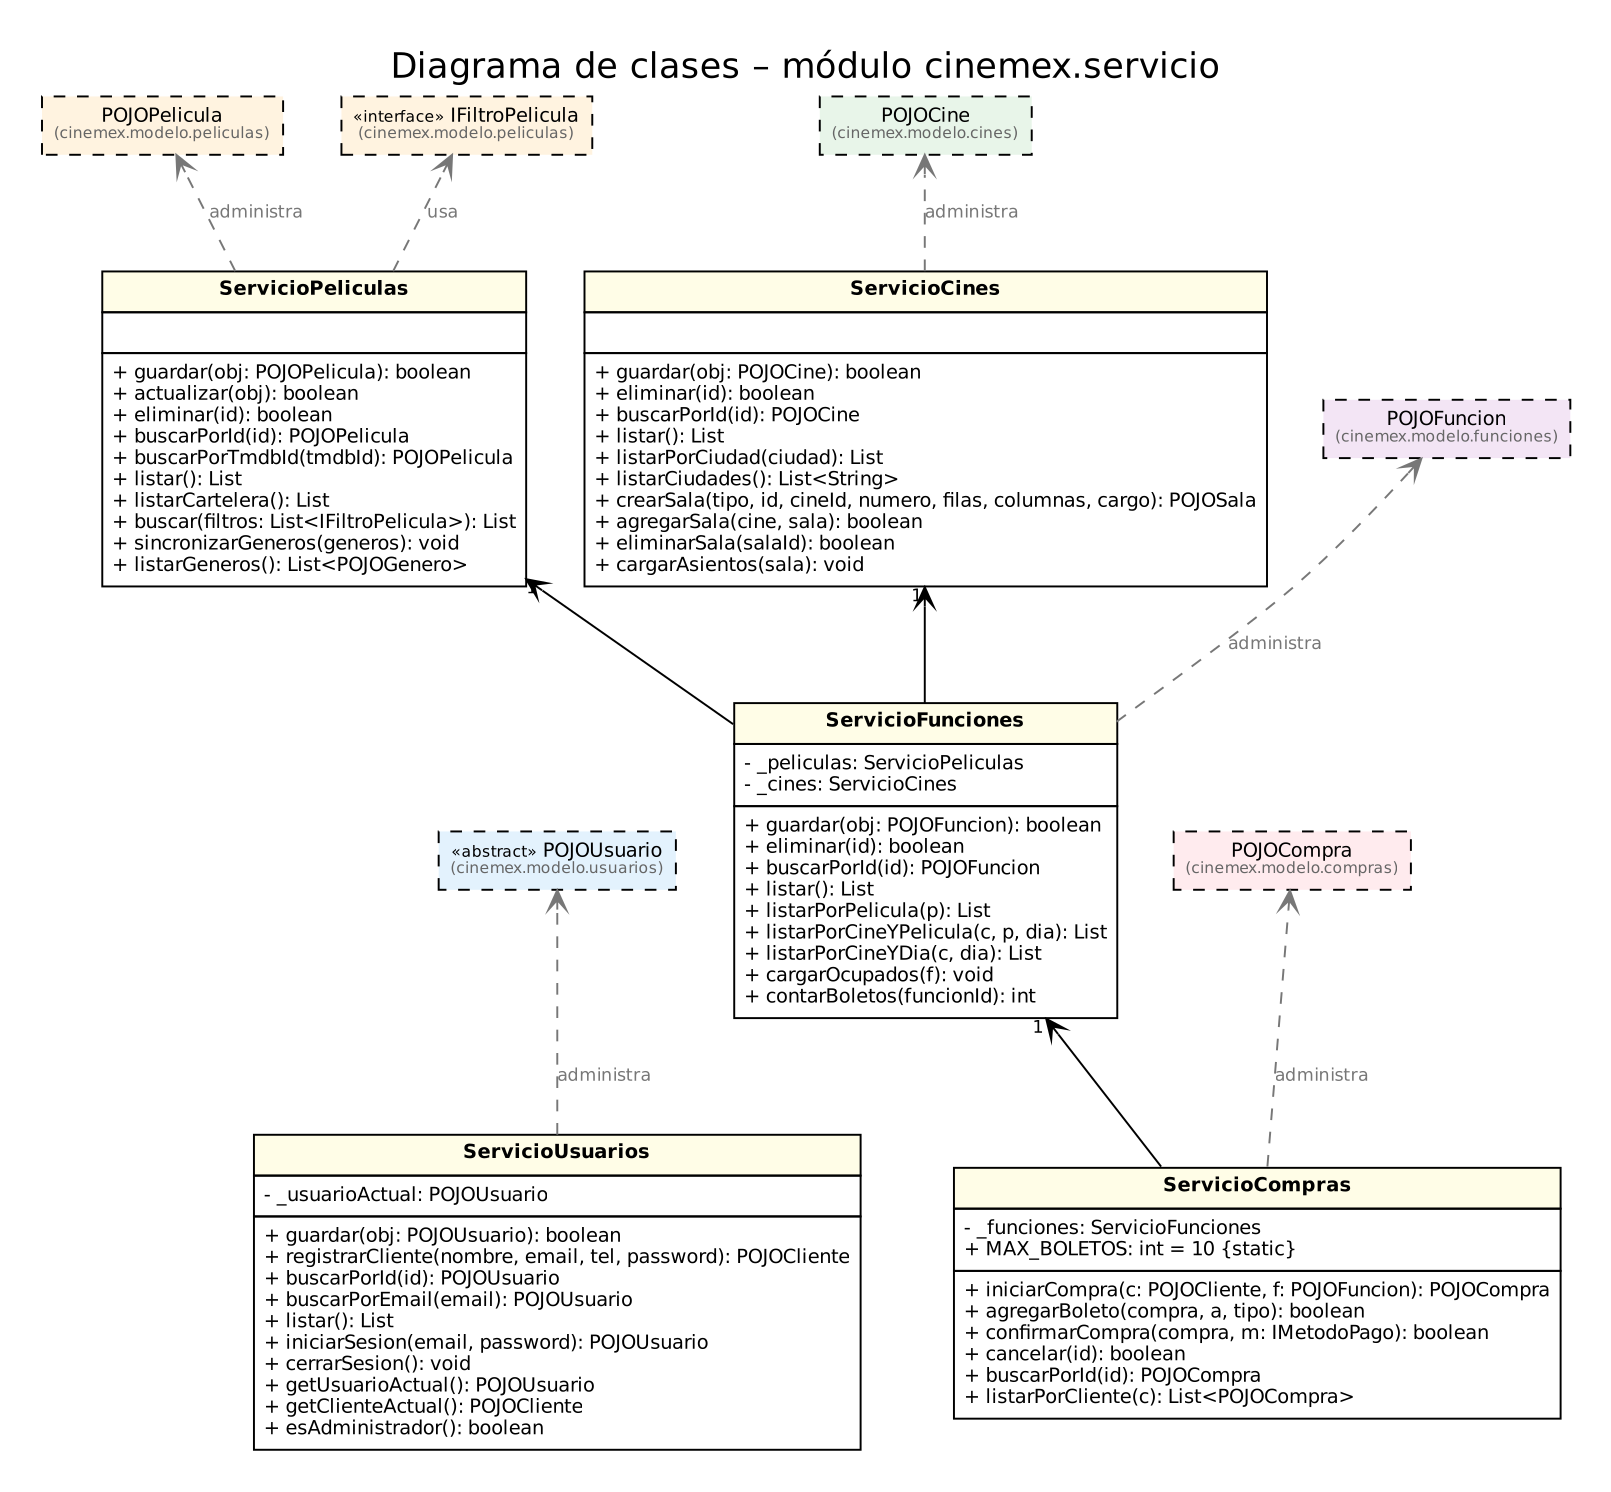 Diagrama de clases – módulo cinemex.servicio
POJOPelicula
(cinemex.modelo.peliculas)
«interface» IFiltroPelicula
(cinemex.modelo.peliculas)
POJOCine
(cinemex.modelo.cines)
administra
usa
administra
ServicioPeliculas
+ guardar(obj: POJOPelicula): boolean
+ actualizar(obj): boolean
+ eliminar(id): boolean
+ buscarPorId(id): POJOPelicula
+ buscarPorTmdbId(tmdbId): POJOPelicula
+ listar(): List
+ listarCartelera(): List
+ buscar(filtros: List<IFiltroPelicula>): List
+ sincronizarGeneros(generos): void
+ listarGeneros(): List<POJOGenero>
ServicioCines
+ guardar(obj: POJOCine): boolean
+ eliminar(id): boolean
+ buscarPorId(id): POJOCine
+ listar(): List
+ listarPorCiudad(ciudad): List
+ listarCiudades(): List<String>
+ crearSala(tipo, id, cineId, numero, filas, columnas, cargo): POJOSala
+ agregarSala(cine, sala): boolean
+ eliminarSala(salaId): boolean
+ cargarAsientos(sala): void
POJOFuncion
(cinemex.modelo.funciones)
1
1
administra
ServicioFunciones
- _peliculas: ServicioPeliculas
- _cines: ServicioCines
+ guardar(obj: POJOFuncion): boolean
+ eliminar(id): boolean
+ buscarPorId(id): POJOFuncion
+ listar(): List
+ listarPorPelicula(p): List
+ listarPorCineYPelicula(c, p, dia): List
+ listarPorCineYDia(c, dia): List
+ cargarOcupados(f): void
+ contarBoletos(funcionId): int
«abstract» POJOUsuario
(cinemex.modelo.usuarios)
POJOCompra
(cinemex.modelo.compras)
1
administra
administra
ServicioUsuarios
- _usuarioActual: POJOUsuario
+ guardar(obj: POJOUsuario): boolean
+ registrarCliente(nombre, email, tel, password): POJOCliente
+ buscarPorId(id): POJOUsuario
+ buscarPorEmail(email): POJOUsuario
+ listar(): List
+ iniciarSesion(email, password): POJOUsuario
+ cerrarSesion(): void
+ getUsuarioActual(): POJOUsuario
+ getClienteActual(): POJOCliente
+ esAdministrador(): boolean
ServicioCompras
- _funciones: ServicioFunciones
+ MAX_BOLETOS: int = 10 {static}
+ iniciarCompra(c: POJOCliente, f: POJOFuncion): POJOCompra
+ agregarBoleto(compra, a, tipo): boolean
+ confirmarCompra(compra, m: IMetodoPago): boolean
+ cancelar(id): boolean
+ buscarPorId(id): POJOCompra
+ listarPorCliente(c): List<POJOCompra>